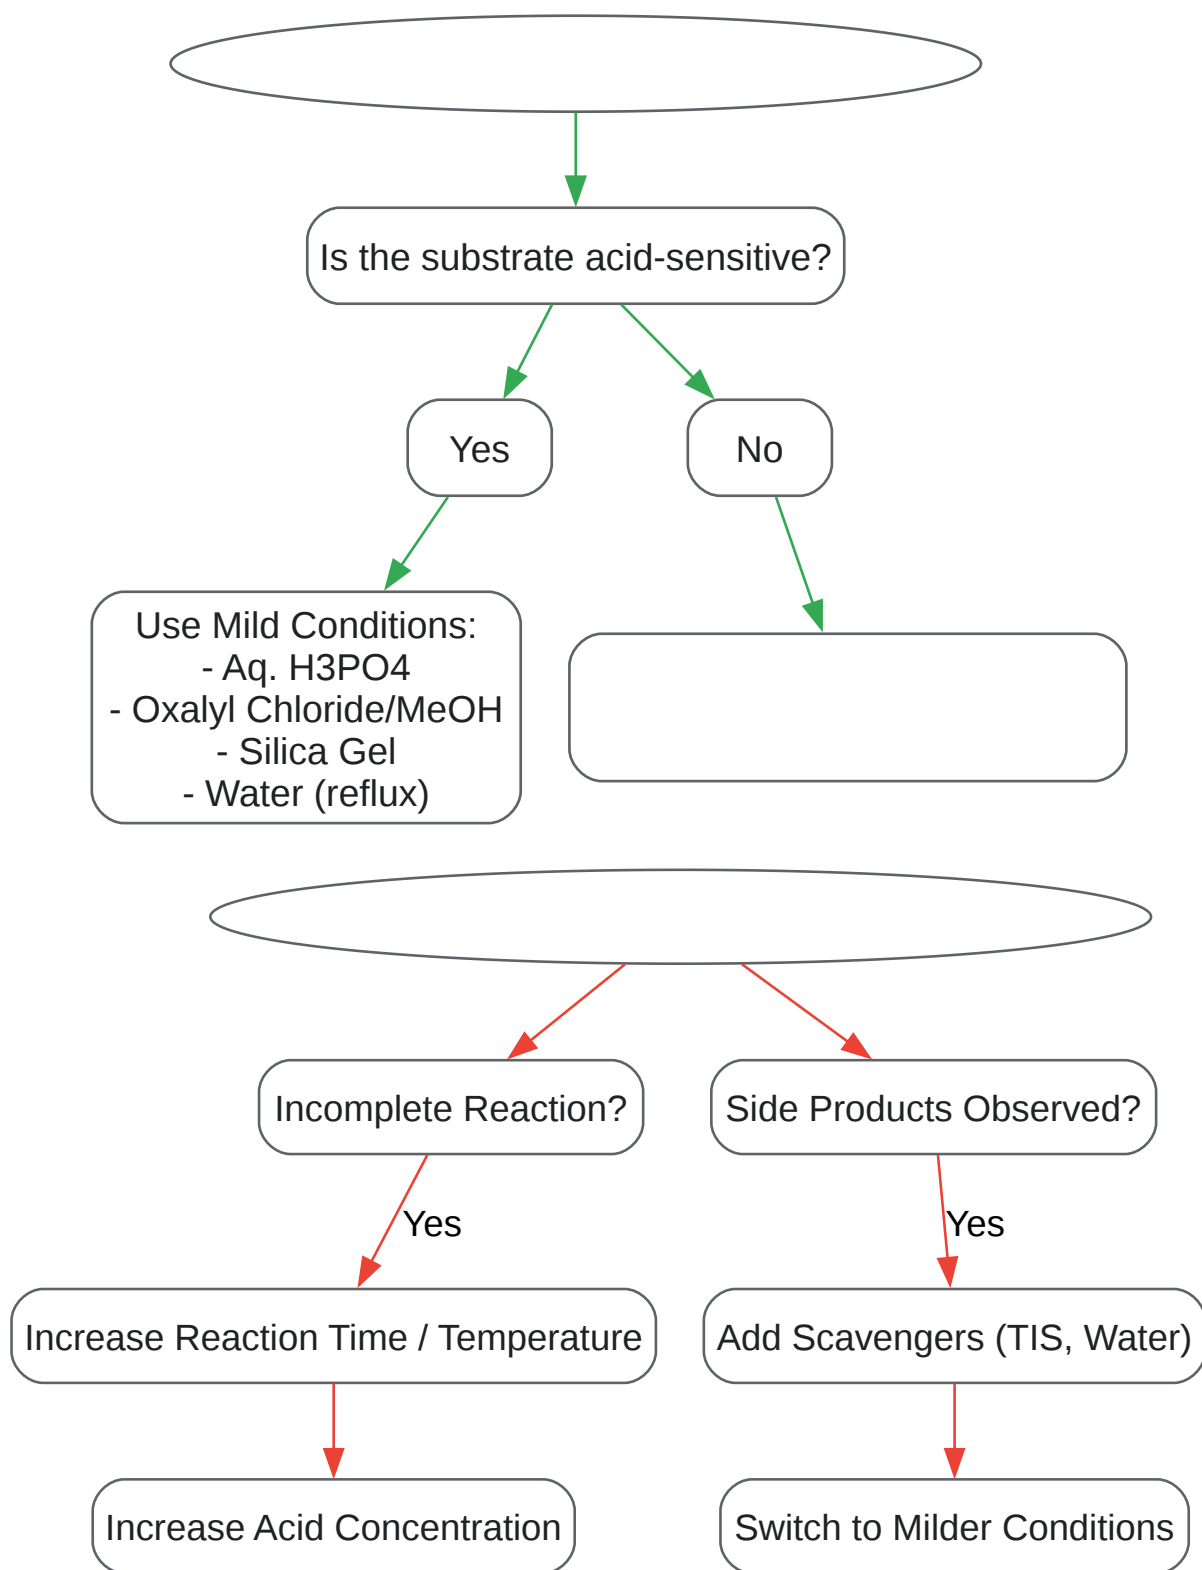 Is the substrate acid-sensitive?
Yes
No
Use Mild Conditions:
- Aq. H3PO4
- Oxalyl Chloride/MeOH
- Silica Gel
- Water (reflux)
Incomplete Reaction?
Side Products Observed?
Yes
Yes
Increase Reaction Time / Temperature
Add Scavengers (TIS, Water)
Increase Acid Concentration
Switch to Milder Conditions